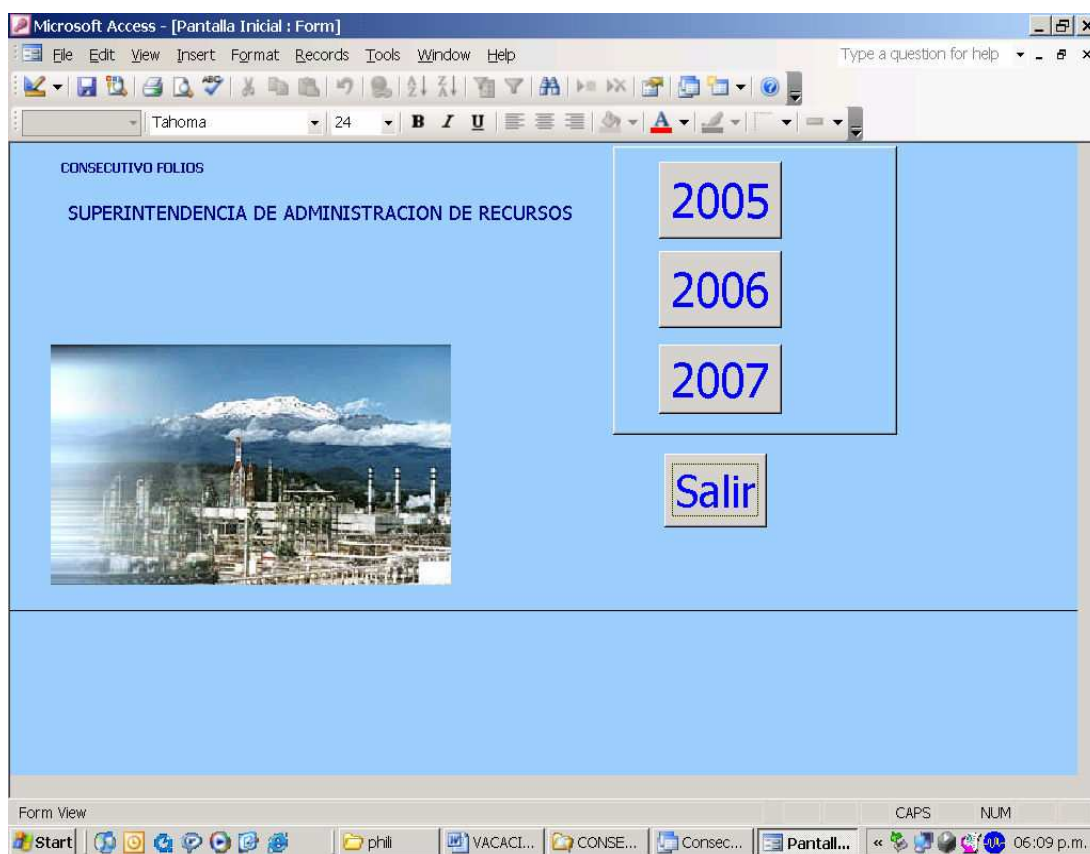 Microsoft Access - [Pantalla Inicial : Form]
File Edit View Insert Format Records Tools Window Help Type a question for help
Tahoma 24 B I U A
CONSECUTIVO FOLIOS
SUPERINTENDENCIA DE ADMINISTRACION DE RECURSOS
2005
2006
2007
Salir
Form View CAPS NUM
Start phili VACACI... CONSE... Consec... Pantall... « 06:09 p.m.